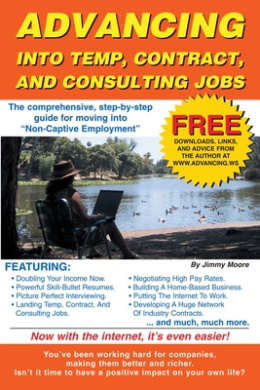 ADVANCING
INTO TEMP, CONTRACT,
AND CONSULTING JOBS
The comprehensive, step-by-step
guide for moving into
“Non-Captive Employment”
FREE
DOWNLOADS, LINKS,
AND ADVICE FROM
THE AUTHOR AT
WWW.ADVANCING.WS
By Jimmy Moore
FEATURING:
• Doubling Your Income Now.
• Powerful Skill-Bullet Resumes.
• Picture Perfect Interviewing.
• Landing Temp, Contract, And
Consulting Jobs.
• Negotiating High Pay Rates.
• Building A Home-Based Business.
• Putting The Internet To Work.
• Developing A Huge Network
Of Industry Contracts.
... and much, much more.
Now with the internet, it’s even easier!
You’ve been working hard for companies,
making them better and richer.
Isn’t it time to have a positive impact on your own life?